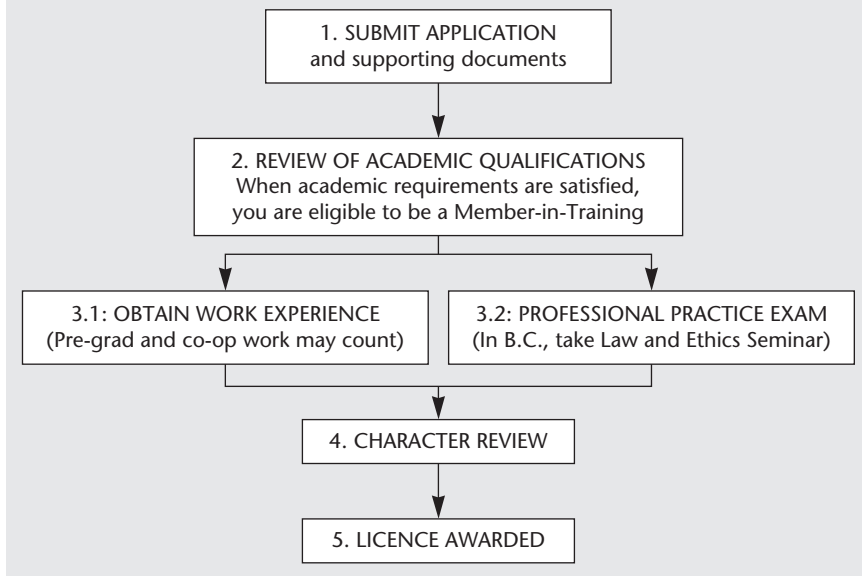 1. SUBMIT APPLICATION
and supporting documents
2. REVIEW OF ACADEMIC QUALIFICATIONS
When academic requirements are satisfied,
you are eligible to be a Member-in-Training
3.1: OBTAIN WORK EXPERIENCE
(Pre-grad and co-op work may count)
3.2: PROFESSIONAL PRACTICE EXAM
(In B.C., take Law and Ethics Seminar)
4. CHARACTER REVIEW
5. LICENCE AWARDED